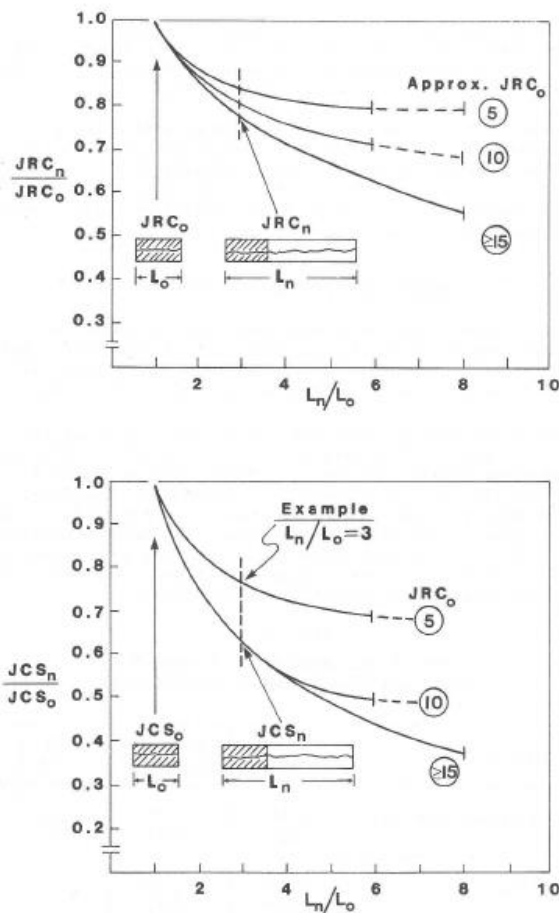 1.0
0.9
0.8
0.7
0.6
0.5
0.4
0.3
JRCn
JRCo
Approx. JRCo
5
10
≥15
JRCo
JRCn
Lo
Ln
2
4
6
8
10
Ln/Lo
1.0
0.9
0.8
0.7
0.6
0.5
0.4
0.3
0.2
JCSn
JCSo
Example
Ln/Lo=3
JRCo
5
10
≥15
JCSo
JCSn
Lo
Ln
2
4
6
8
10
Ln/Lo